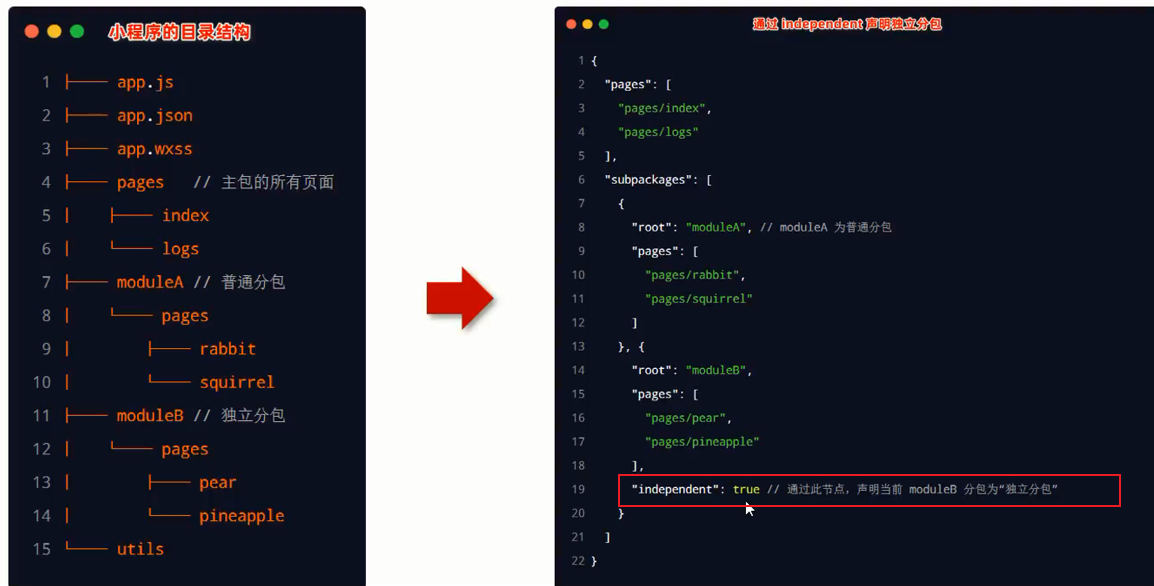 小程序的目录结构
1 ├── app.js
2 ├── app.json
3 ├── app.wxss
4 ├── pages // 主包的所有页面
5 │ ├── index
6 │ └── logs
7 ├── moduleA // 普通分包
8 │ └── pages
9 │ ├── rabbit
10 │ └── squirrel
11 ├── moduleB // 独立分包
12 │ └── pages
13 │ ├── pear
14 │ └── pineapple
15 └── utils
通过 independent 声明独立分包
1 {
2 "pages": [
3 "pages/index",
4 "pages/logs"
5 ],
6 "subpackages": [
7 {
8 "root": "moduleA", // moduleA 为普通分包
9 "pages": [
10 "pages/rabbit",
11 "pages/squirrel"
12 ]
13 }, {
14 "root": "moduleB",
15 "pages": [
16 "pages/pear",
17 "pages/pineapple"
18 ],
19 "independent": true // 通过此节点，声明当前 moduleB 分包为“独立分包”
20 }
21 ]
22 }